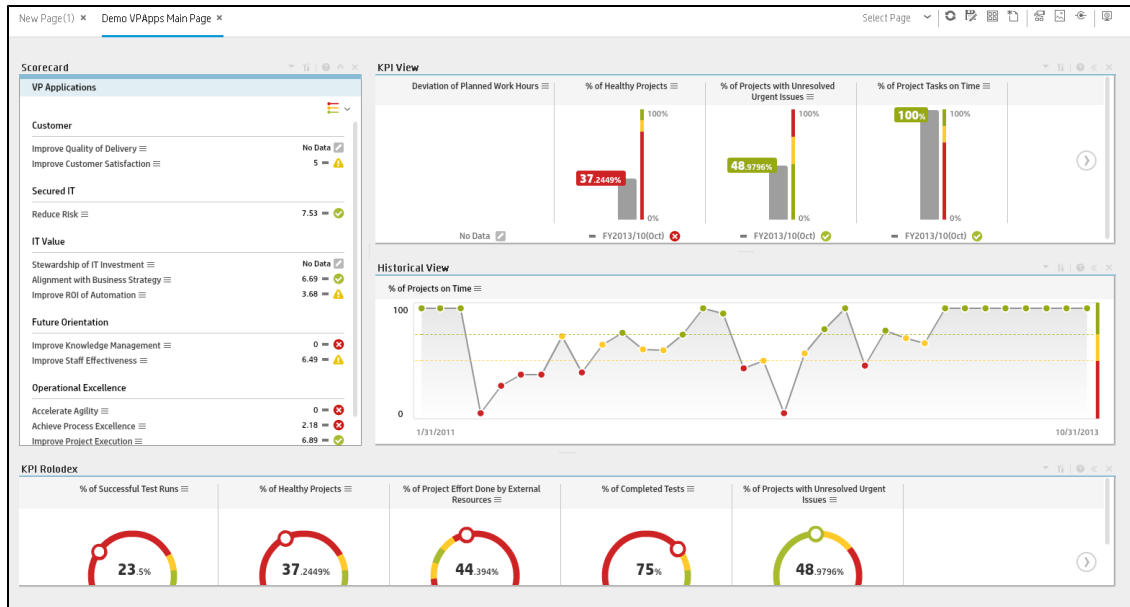 New Page(1) ×
Demo VPApps Main Page ×
Select Page
Scorecard
VP Applications
Customer
Improve Quality of Delivery No Data
Improve Customer Satisfaction 5
Secured IT
Reduce Risk 7.53
IT Value
Stewardship of IT Investment No Data
Alignment with Business Strategy 6.69
Improve ROI of Automation 3.68
Future Orientation
Improve Knowledge Management 0
Improve Staff Effectiveness 6.49
Operational Excellence
Accelerate Agility 0
Achieve Process Excellence 2.18
Improve Project Execution 6.89
KPI View
Deviation of Planned Work Hours
No Data
% of Healthy Projects
100%
37.2449%
0%
FY2013/10(Oct)
% of Projects with Unresolved
Urgent Issues
100%
48.9796%
0%
FY2013/10(Oct)
% of Project Tasks on Time
100% 100%
0%
FY2013/10(Oct)
Historical View
% of Projects on Time
100
0
1/31/2011 10/31/2013
KPI Rolodex
% of Successful Test Runs
23.5%
% of Healthy Projects
37.2449%
% of Project Effort Done by External
Resources
44.394%
% of Completed Tests
75%
% of Projects with Unresolved Urgent
Issues
48.9796%